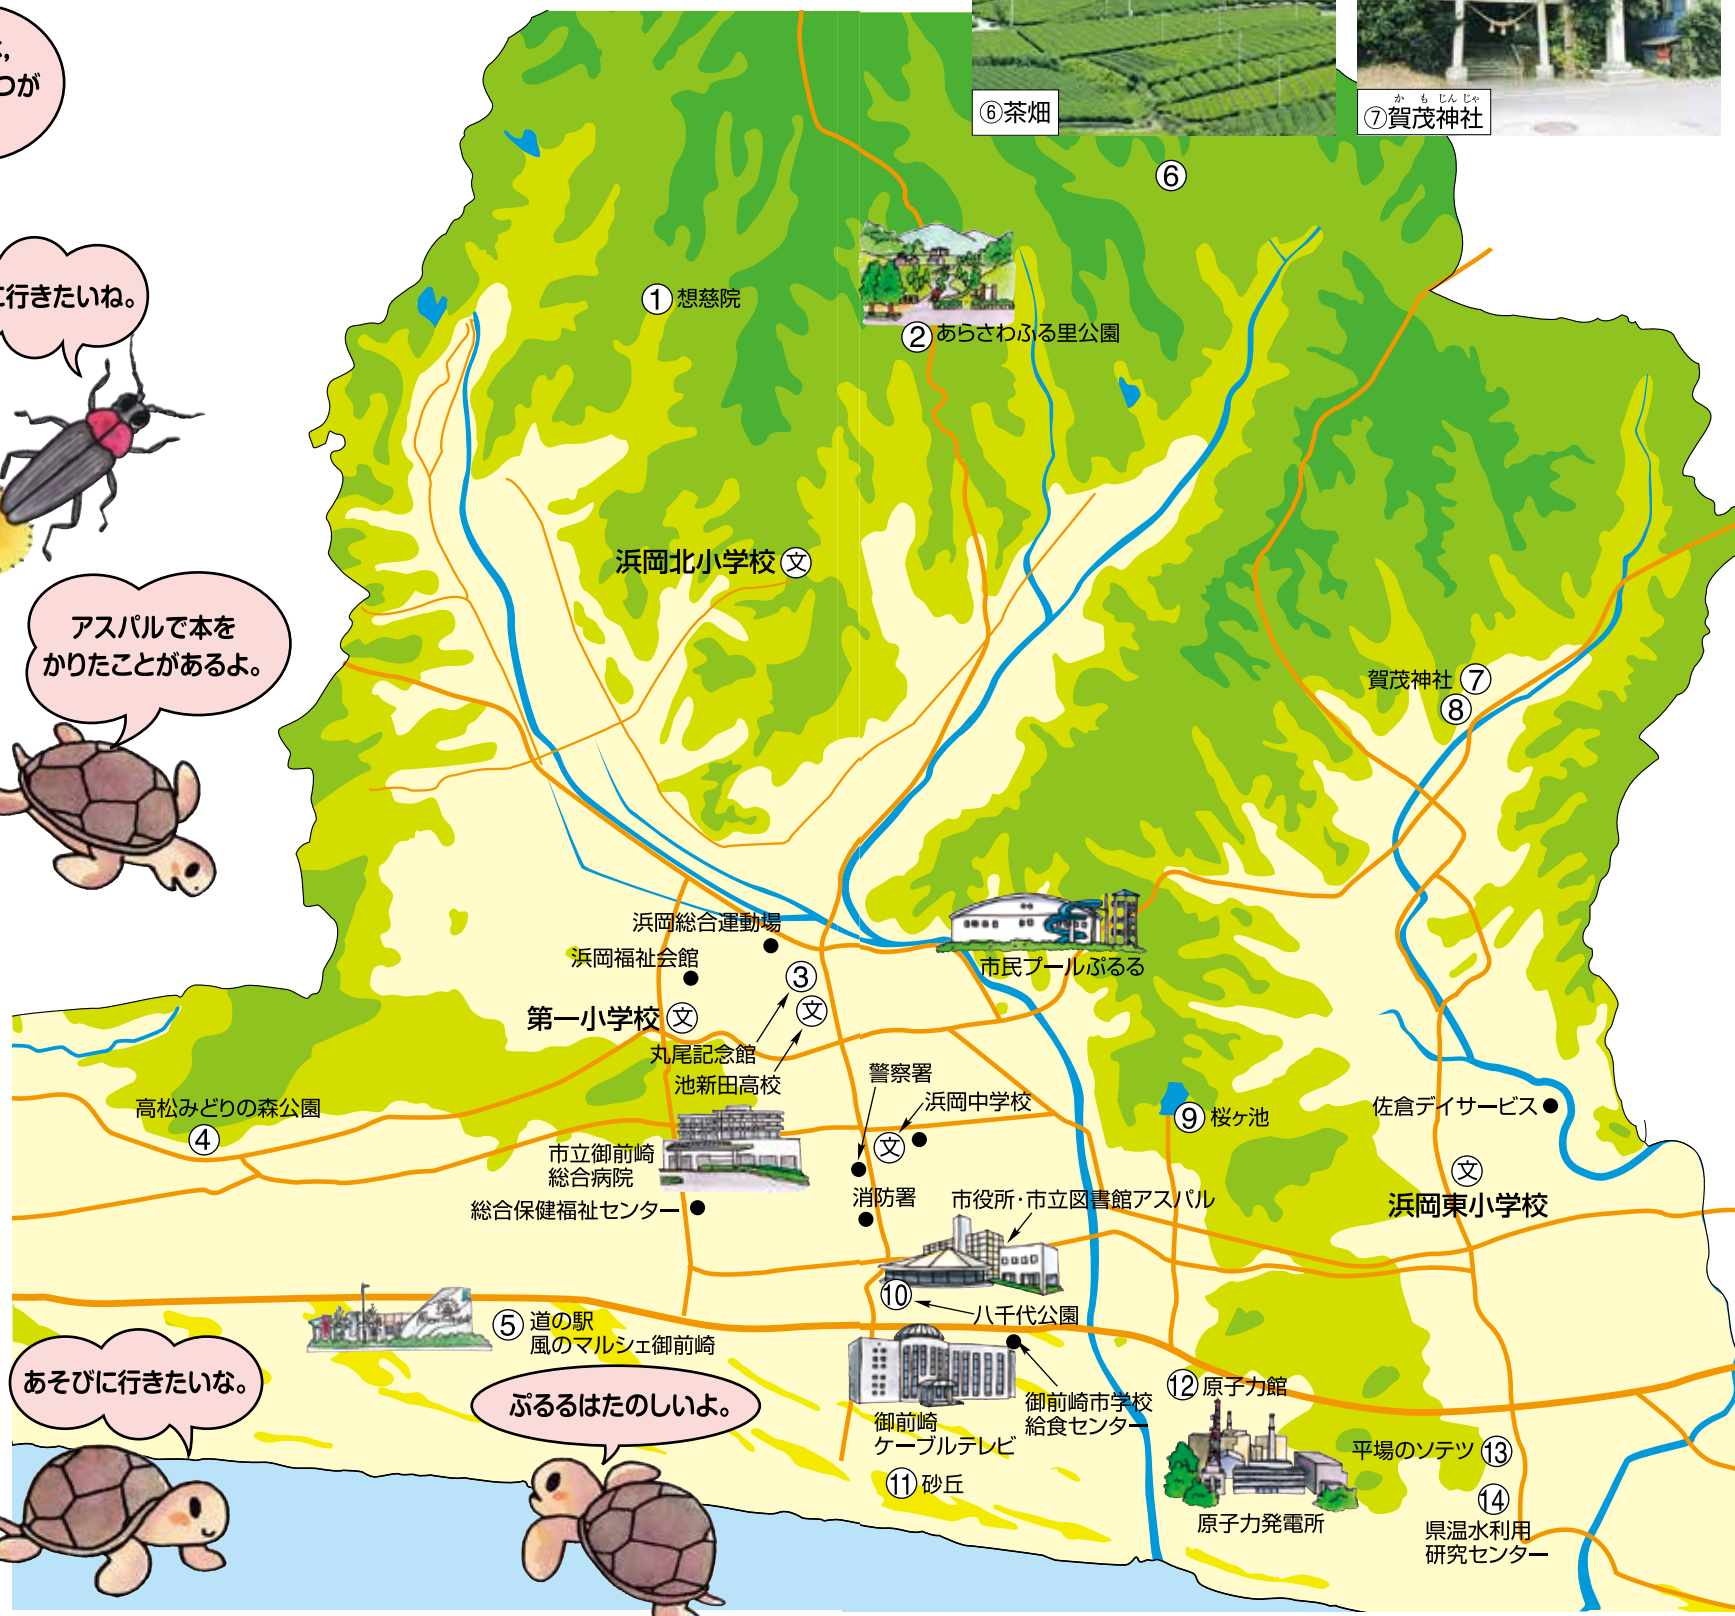 つが
に行きたいね。
アスパルで本を
かりたことがあるよ。
⑥茶畑
か も じんじゃ
⑦賀茂神社
⑥
① 想慈院
② あらさわふる里公園
浜岡北小学校 文
賀茂神社 ⑦
⑧
浜岡総合運動場
浜岡福祉会館
③
市民プールぷるる
第一小学校 文
文
丸尾記念館
池新田高校
警察署
浜岡中学校
文
高松みどりの森公園
④
⑨ 桜ヶ池
佐倉デイサービス
市立御前崎
総合病院
総合保健福祉センター
消防署
市役所・市立図書館アスパル
文
浜岡東小学校
⑩
八千代公園
⑤ 道の駅
風のマルシェ御前崎
あそびに行きたいな。
ぷるるはたのしいよ。
御前崎市学校
給食センター
御前崎
ケーブルテレビ
⑪ 砂丘
⑫ 原子力館
原子力発電所
平場のソテツ ⑬
⑭
県温水利用
研究センター